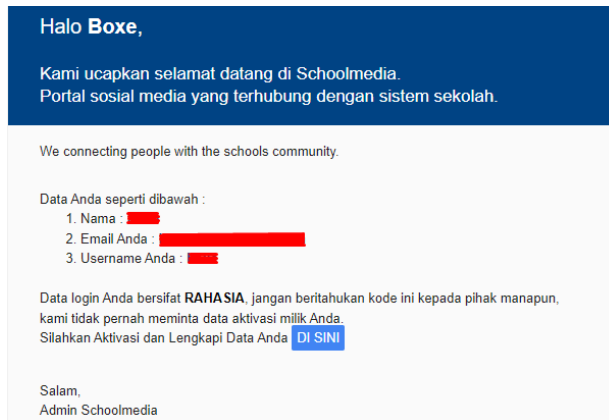 Halo Boxe,
Kami ucapkan selamat datang di Schoolmedia.
Portal sosial media yang terhubung dengan sistem sekolah.
We connecting people with the schools community.
Data Anda seperti dibawah :
1. Nama :
2. Email Anda :
3. Username Anda :
Data login Anda bersifat RAHASIA, jangan beritahukan kode ini kepada pihak manapun,
kami tidak pernah meminta data aktivasi milik Anda.
Silahkan Aktivasi dan Lengkapi Data Anda DI SINI
Salam,
Admin Schoolmedia